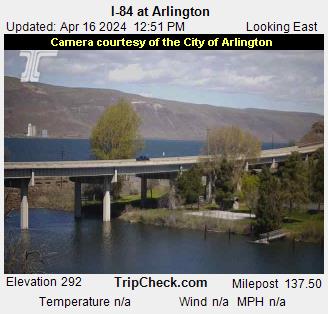 I-84 at Arlington
Updated: Apr 16 2024 12:51 PM Looking East
Camera courtesy of the City of Arlington
Elevation 292 TripCheck.com Milepost 137.50
Temperature n/a Wind n/a MPH n/a